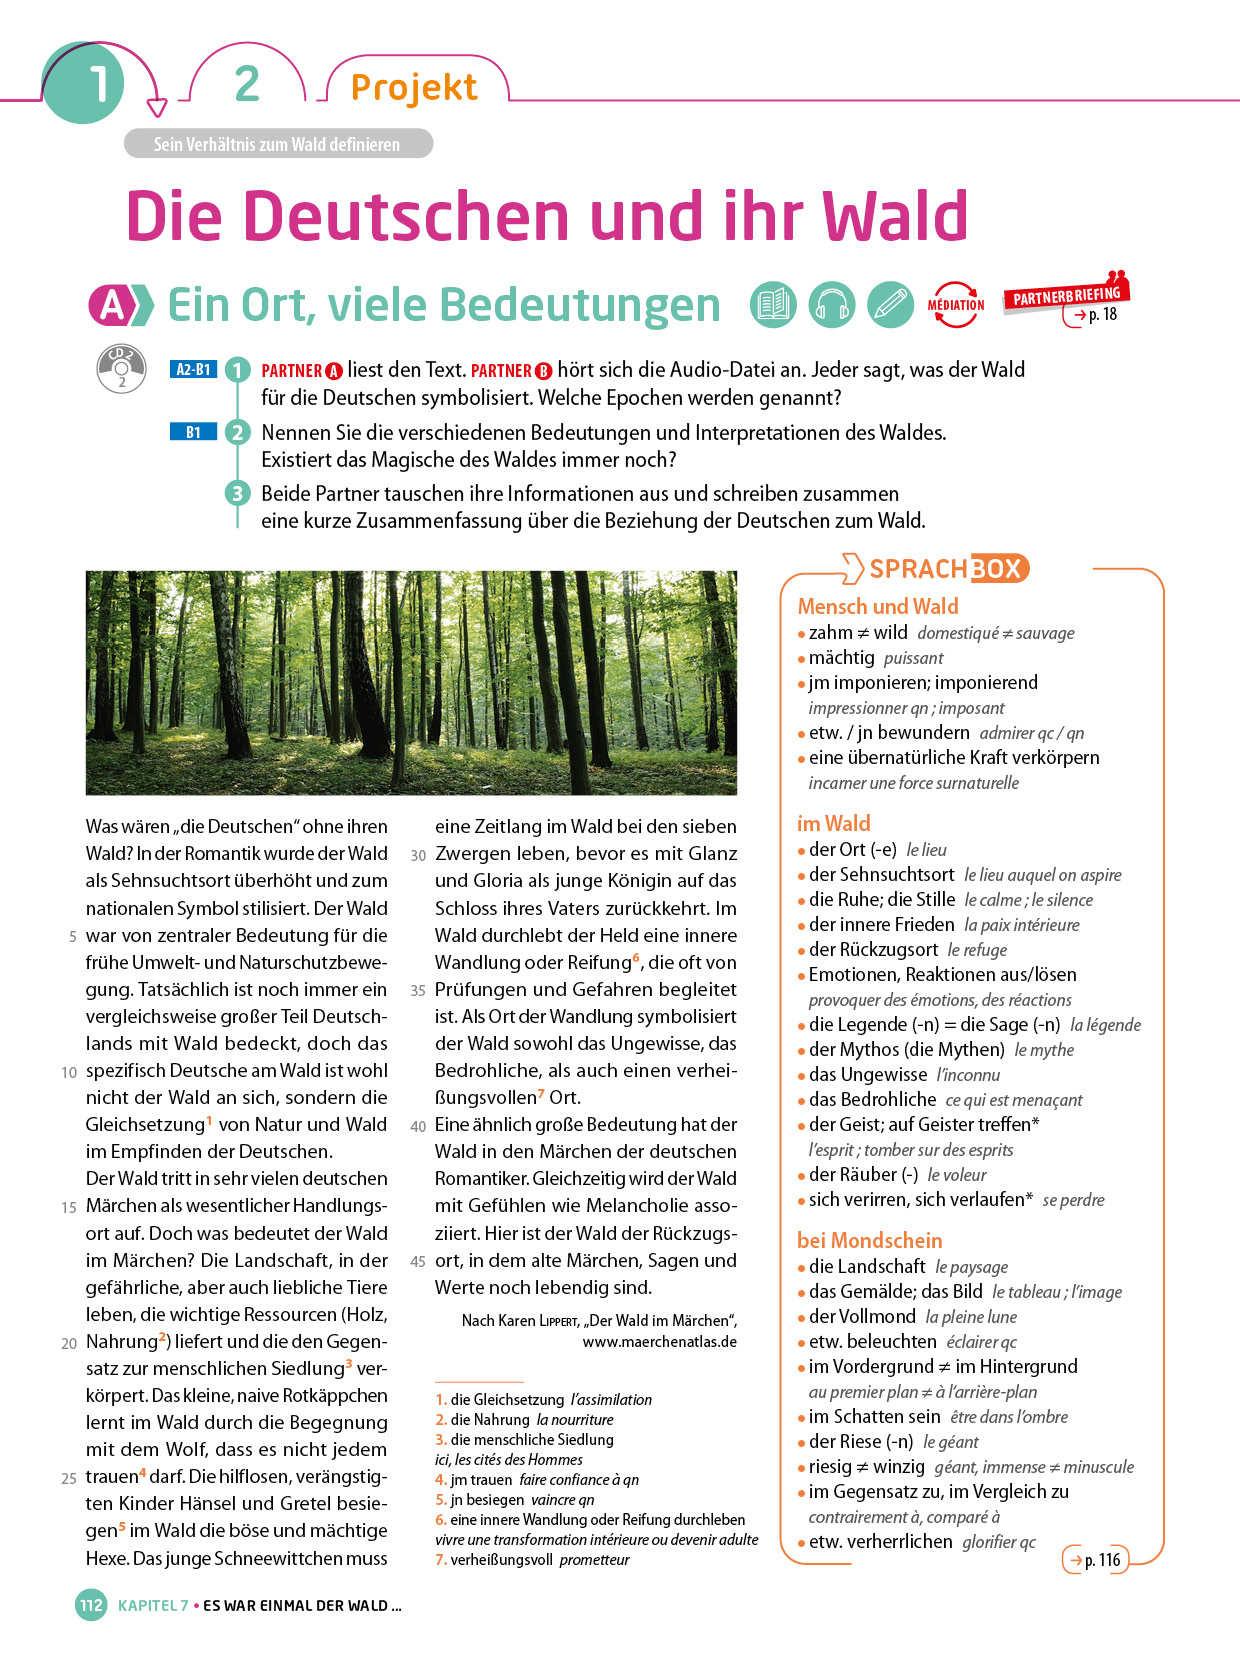 1
2
Projekt
Sein Verhältnis zum Wald definieren
Die Deutschen und ihr Wald
A Ein Ort, viele Bedeutungen
MÉDIATION
PARTNERBRIEFING
→ p. 18
CD 2
2
A2-B1
1 PARTNER A liest den Text. PARTNER B hört sich die Audio-Datei an. Jeder sagt, was der Wald
für die Deutschen symbolisiert. Welche Epochen werden genannt?
B1
2 Nennen Sie die verschiedenen Bedeutungen und Interpretationen des Waldes.
Existiert das Magische des Waldes immer noch?
3 Beide Partner tauschen ihre Informationen aus und schreiben zusammen
eine kurze Zusammenfassung über die Beziehung der Deutschen zum Wald.
Was wären „die Deutschen“ ohne ihren
Wald? In der Romantik wurde der Wald
als Sehnsuchtsort überhöht und zum
nationalen Symbol stilisiert. Der Wald
5 war von zentraler Bedeutung für die
frühe Umwelt- und Naturschutzbewe-
gung. Tatsächlich ist noch immer ein
vergleichsweise großer Teil Deutsch-
lands mit Wald bedeckt, doch das
10 spezifisch Deutsche am Wald ist wohl
nicht der Wald an sich, sondern die
Gleichsetzung1 von Natur und Wald
im Empfinden der Deutschen.
Der Wald tritt in sehr vielen deutschen
15 Märchen als wesentlicher Handlungs-
ort auf. Doch was bedeutet der Wald
im Märchen? Die Landschaft, in der
gefährliche, aber auch liebliche Tiere
leben, die wichtige Ressourcen (Holz,
20 Nahrung2) liefert und die den Gegen-
satz zur menschlichen Siedlung3 ver-
körpert. Das kleine, naive Rotkäppchen
lernt im Wald durch die Begegnung
mit dem Wolf, dass es nicht jedem
25 trauen4 darf. Die hilflosen, verängstig-
ten Kinder Hänsel und Gretel besie-
gen5 im Wald die böse und mächtige
Hexe. Das junge Schneewittchen muss
eine Zeitlang im Wald bei den sieben
30 Zwergen leben, bevor es mit Glanz
und Gloria als junge Königin auf das
Schloss ihres Vaters zurückkehrt. Im
Wald durchlebt der Held eine innere
Wandlung oder Reifung6, die oft von
35 Prüfungen und Gefahren begleitet
ist. Als Ort der Wandlung symbolisiert
der Wald sowohl das Ungewisse, das
Bedrohliche, als auch einen verhei-
ßungsvollen7 Ort.
40 Eine ähnlich große Bedeutung hat der
Wald in den Märchen der deutschen
Romantiker. Gleichzeitig wird der Wald
mit Gefühlen wie Melancholie asso-
ziiert. Hier ist der Wald der Rückzugs-
45 ort, in dem alte Märchen, Sagen und
Werte noch lebendig sind.
Nach Karen LIPPERT, „Der Wald im Märchen“,
www.maerchenatlas.de
1. die Gleichsetzung l’assimilation
2. die Nahrung la nourriture
3. die menschliche Siedlung
ici, les cités des Hommes
4. jm trauen faire confiance à qn
5. jn besiegen vaincre qn
6. eine innere Wandlung oder Reifung durchleben
vivre une transformation intérieure ou devenir adulte
7. verheißungsvoll prometteur
SPRACHBOX
Mensch und Wald
• zahm ≠ wild domestiqué ≠ sauvage
• mächtig puissant
• jm imponieren; imponierend
impressionner qn ; imposant
• etw. / jn bewundern admirer qc / qn
• eine übernatürliche Kraft verkörpern
incarner une force surnaturelle
im Wald
• der Ort (-e) le lieu
• der Sehnsuchtsort le lieu auquel on aspire
• die Ruhe; die Stille le calme ; le silence
• der innere Frieden la paix intérieure
• der Rückzugsort le refuge
• Emotionen, Reaktionen aus/lösen
provoquer des émotions, des réactions
• die Legende (-n) = die Sage (-n) la légende
• der Mythos (die Mythen) le mythe
• das Ungewisse l’inconnu
• das Bedrohliche ce qui est menaçant
• der Geist; auf Geister treffen*
l’esprit ; tomber sur des esprits
• der Räuber (-) le voleur
• sich verirren, sich verlaufen* se perdre
bei Mondschein
• die Landschaft le paysage
• das Gemälde; das Bild le tableau ; l’image
• der Vollmond la pleine lune
• etw. beleuchten éclairer qc
• im Vordergrund ≠ im Hintergrund
au premier plan ≠ à l’arrière-plan
• im Schatten sein être dans l’ombre
• der Riese (-n) le géant
• riesig ≠ winzig géant, immense ≠ minuscule
• im Gegensatz zu, im Vergleich zu
contrairement à, comparé à
• etw. verherrlichen glorifier qc
→ p. 116
112 KAPITEL 7 • ES WAR EINMAL DER WALD ...